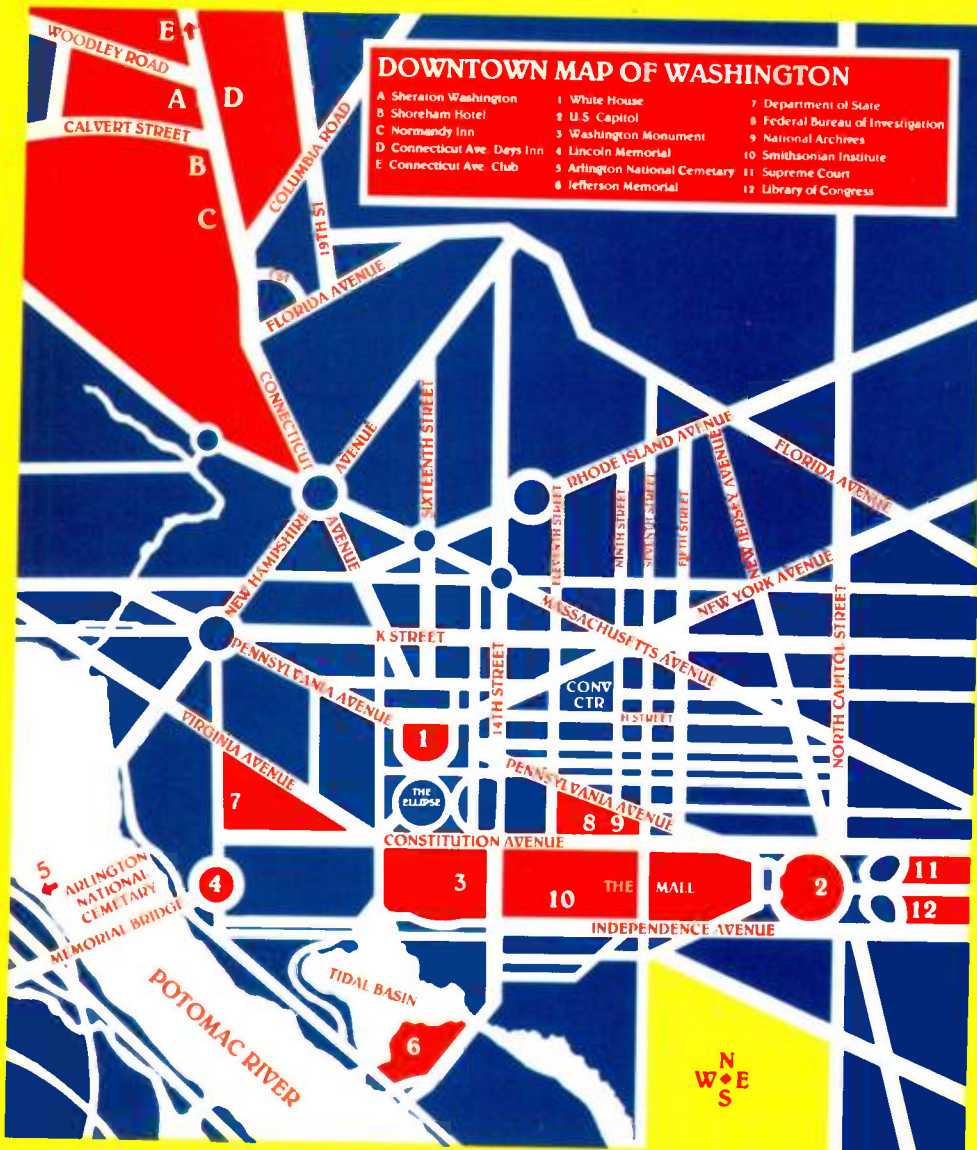 E
WOODLEY ROAD
A
D
CALVERT STREET
B
C
COLUMBIA ROAD
19TH ST
DOWNTOWN MAP OF WASHINGTON
A Sheraton Washington
B Shoreham Hotel
C Normandy Inn
D Connecticut Ave. Days Inn
E Connecticut Ave. Club
1 White House
2 U.S. Capitol
3 Washington Monument
4 Lincoln Memorial
5 Arlington National Cemetary
6 Jefferson Memorial
7 Department of State
8 Federal Bureau of Investigation
9 National Archives
10 Smithsonian Institute
11 Supreme Court
12 Library of Congress
FLORIDA AVENUE
CONNECTICUT
AVENUE
AVENUE
SIXTEENTH STREET
RHODE ISLAND AVENUE
FLORIDA AVENUE
NEW HAMPSHIRE
ELEVENTH STREET
NINTH STREET
SEVENTH STREET
FIFTH STREET
NEW JERSEY AVENUE
NEW YORK AVENUE
MASSACHUSETTS AVENUE
K STREET
PENNSYLVANIA AVENUE
14TH STREET
CONV
CTR
H STREET
NORTH CAPITOL STREET
VIRGINIA AVENUE
1
THE
ELLIPSE
PENNSYLVANIA AVENUE
7
8 9
CONSTITUTION AVENUE
5
ARLINGTON
NATIONAL
CEMETARY
4
3
10
THE MALL
2
11
12
MEMORIAL BRIDGE
INDEPENDENCE AVENUE
TIDAL BASIN
POTOMAC RIVER
6
N
W E
S